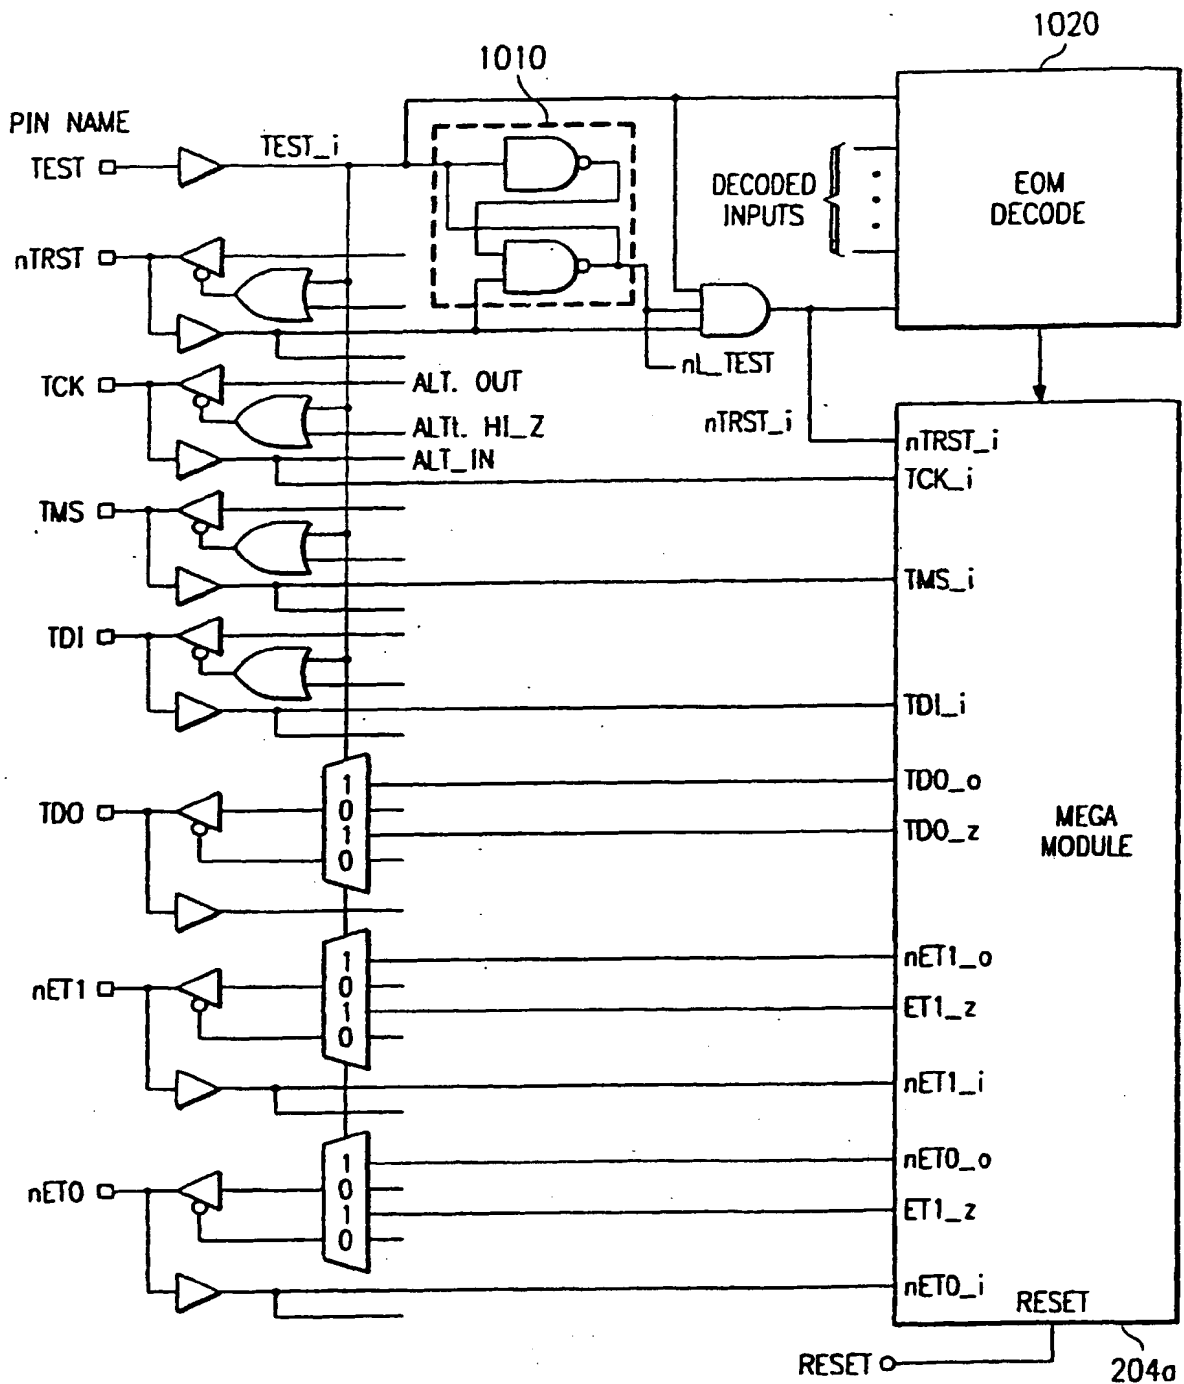 1020
1010
PIN NAME
TEST
TEST_i
DECODED
INPUTS
EOM
DECODE
nTRST
nL_TEST
TCK
ALT. OUT
ALTt. HI_Z
ALT_IN
nTRST_i
nTRST_i
TCK_i
TMS
TMS_i
TDI
TDI_i
TDO
1
0
1
0
TDO_o
TDO_z
MEGA
MODULE
nET1
1
0
1
0
nET1_o
ET1_z
nET1_i
nET0
1
0
1
0
nET0_o
ET1_z
nET0_i
RESET
RESET
204a